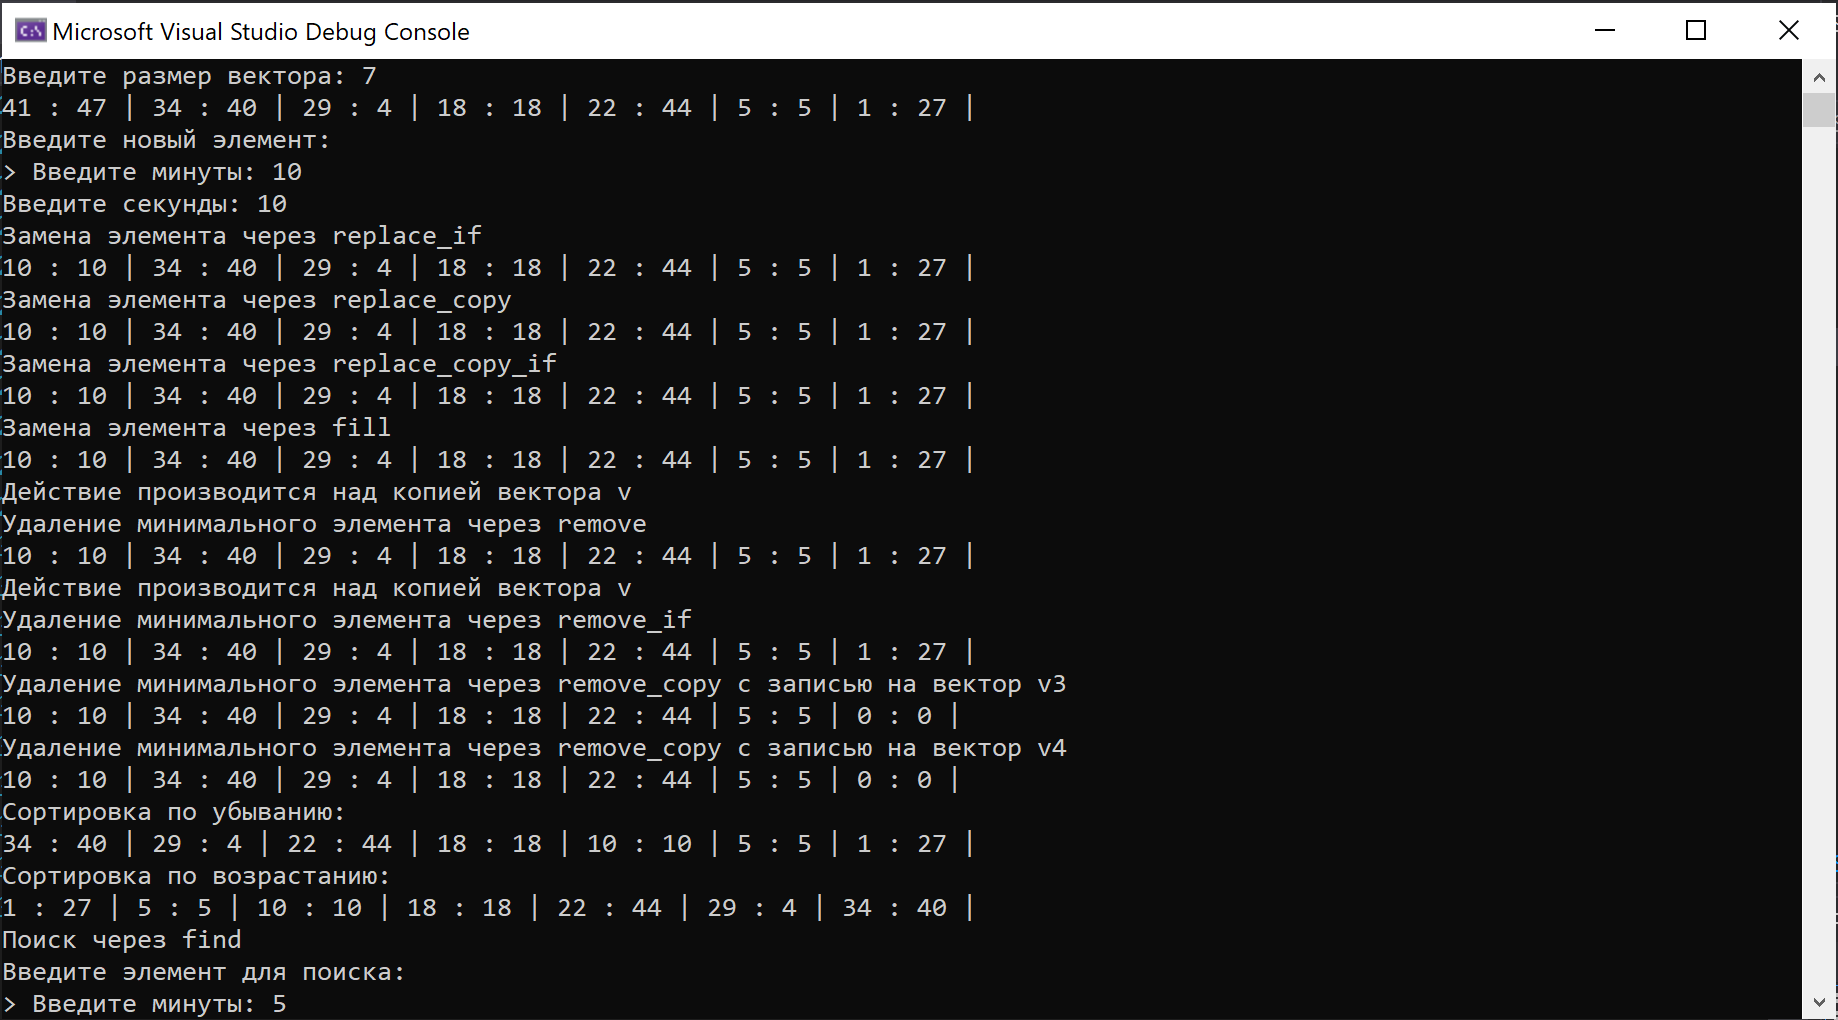 Microsoft Visual Studio Debug Console
Введите размер вектора: 7
41 : 47 | 34 : 40 | 29 : 4 | 18 : 18 | 22 : 44 | 5 : 5 | 1 : 27 |
Введите новый элемент:
> Введите минуты: 10
Введите секунды: 10
Замена элемента через replace_if
10 : 10 | 34 : 40 | 29 : 4 | 18 : 18 | 22 : 44 | 5 : 5 | 1 : 27 |
Замена элемента через replace_copy
10 : 10 | 34 : 40 | 29 : 4 | 18 : 18 | 22 : 44 | 5 : 5 | 1 : 27 |
Замена элемента через replace_copy_if
10 : 10 | 34 : 40 | 29 : 4 | 18 : 18 | 22 : 44 | 5 : 5 | 1 : 27 |
Замена элемента через fill
10 : 10 | 34 : 40 | 29 : 4 | 18 : 18 | 22 : 44 | 5 : 5 | 1 : 27 |
Действие производится над копией вектора v
Удаление минимального элемента через remove
10 : 10 | 34 : 40 | 29 : 4 | 18 : 18 | 22 : 44 | 5 : 5 | 1 : 27 |
Действие производится над копией вектора v
Удаление минимального элемента через remove_if
10 : 10 | 34 : 40 | 29 : 4 | 18 : 18 | 22 : 44 | 5 : 5 | 1 : 27 |
Удаление минимального элемента через remove_copy с записью на вектор v3
10 : 10 | 34 : 40 | 29 : 4 | 18 : 18 | 22 : 44 | 5 : 5 | 0 : 0 |
Удаление минимального элемента через remove_copy с записью на вектор v4
10 : 10 | 34 : 40 | 29 : 4 | 18 : 18 | 22 : 44 | 5 : 5 | 0 : 0 |
Сортировка по убыванию:
34 : 40 | 29 : 4 | 22 : 44 | 18 : 18 | 10 : 10 | 5 : 5 | 1 : 27 |
Сортировка по возрастанию:
1 : 27 | 5 : 5 | 10 : 10 | 18 : 18 | 22 : 44 | 29 : 4 | 34 : 40 |
Поиск через find
Введите элемент для поиска:
> Введите минуты: 5